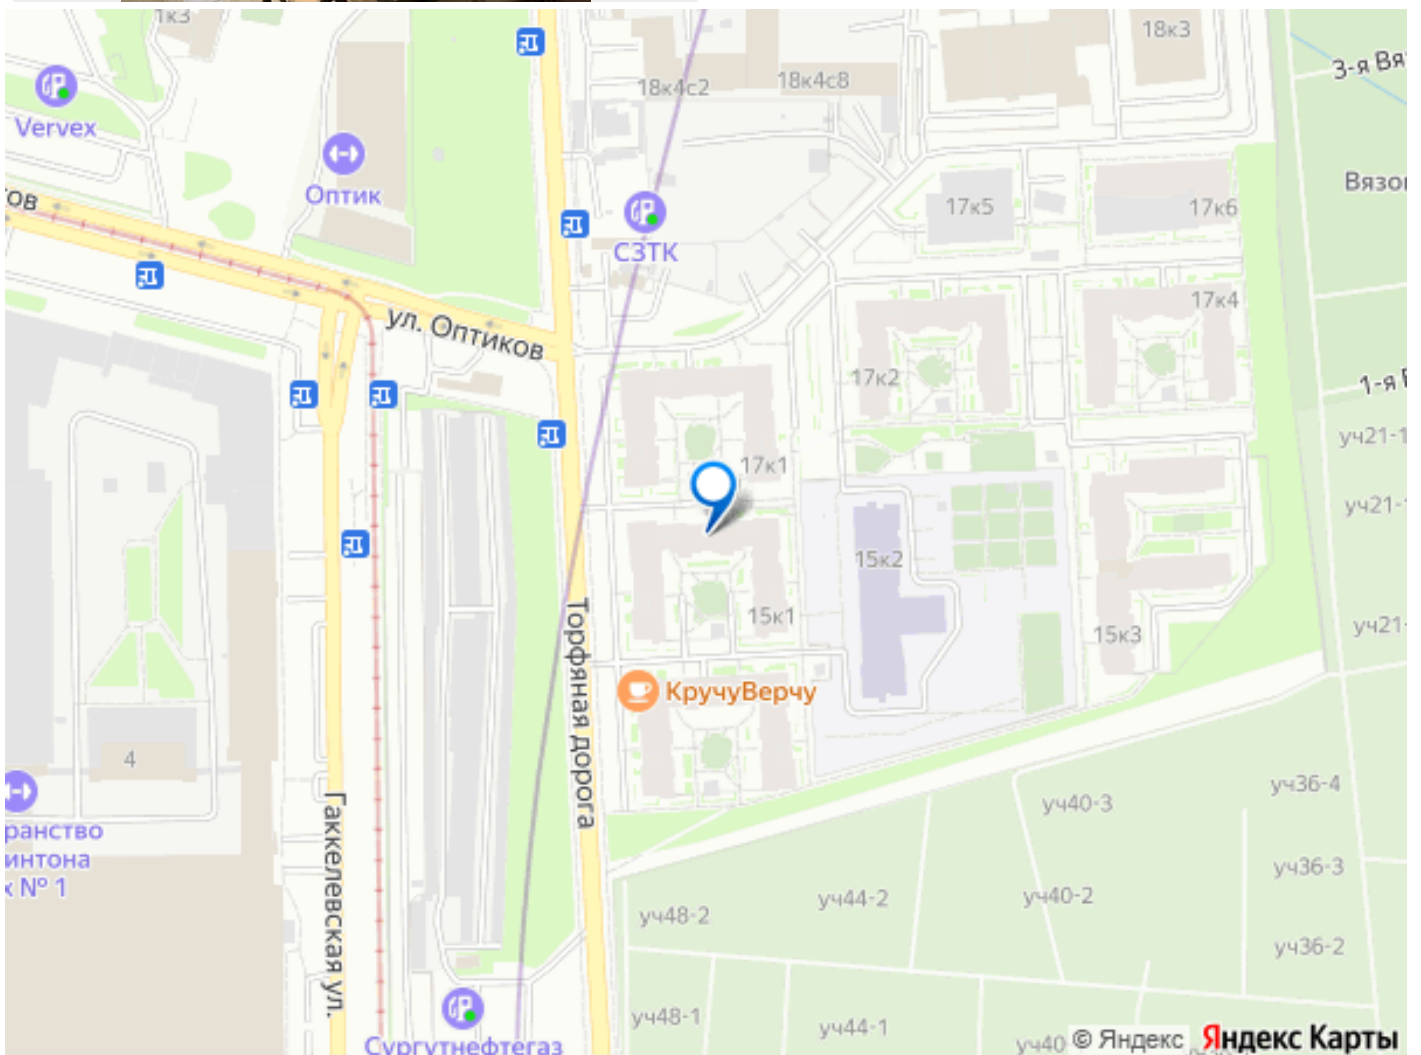 1к3
18к3
18к4с2
18к4с8
3-я Вя
Vervex
Оптик
Вязо
17к5
17к6
ов
СЗТК
17к4
ул. Оптиков
17к2
1-я
уч21-1
17к1
уч21-1
15к2
15к1
Торфяная дорога
15к3
уч21-
КручуВерчу
4
уч36-4
уч40-3
ранство
интона
х № 1
Гаккелевская ул.
уч36-3
уч44-2
уч40-2
уч48-2
уч36-2
уч48-1
уч44-1
уч40
© Яндекс Яндекс Карты
Сургутнефтегаз